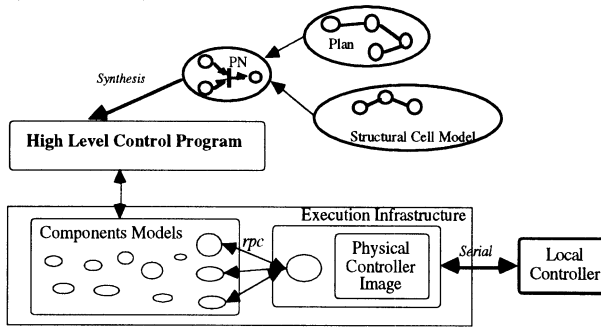 Plan
PN
Synthesis
Structural Cell Model
High Level Control Program
Execution Infrastructure
Components Models
rpc
Physical
Controller
Image
Serial
Local
Controller